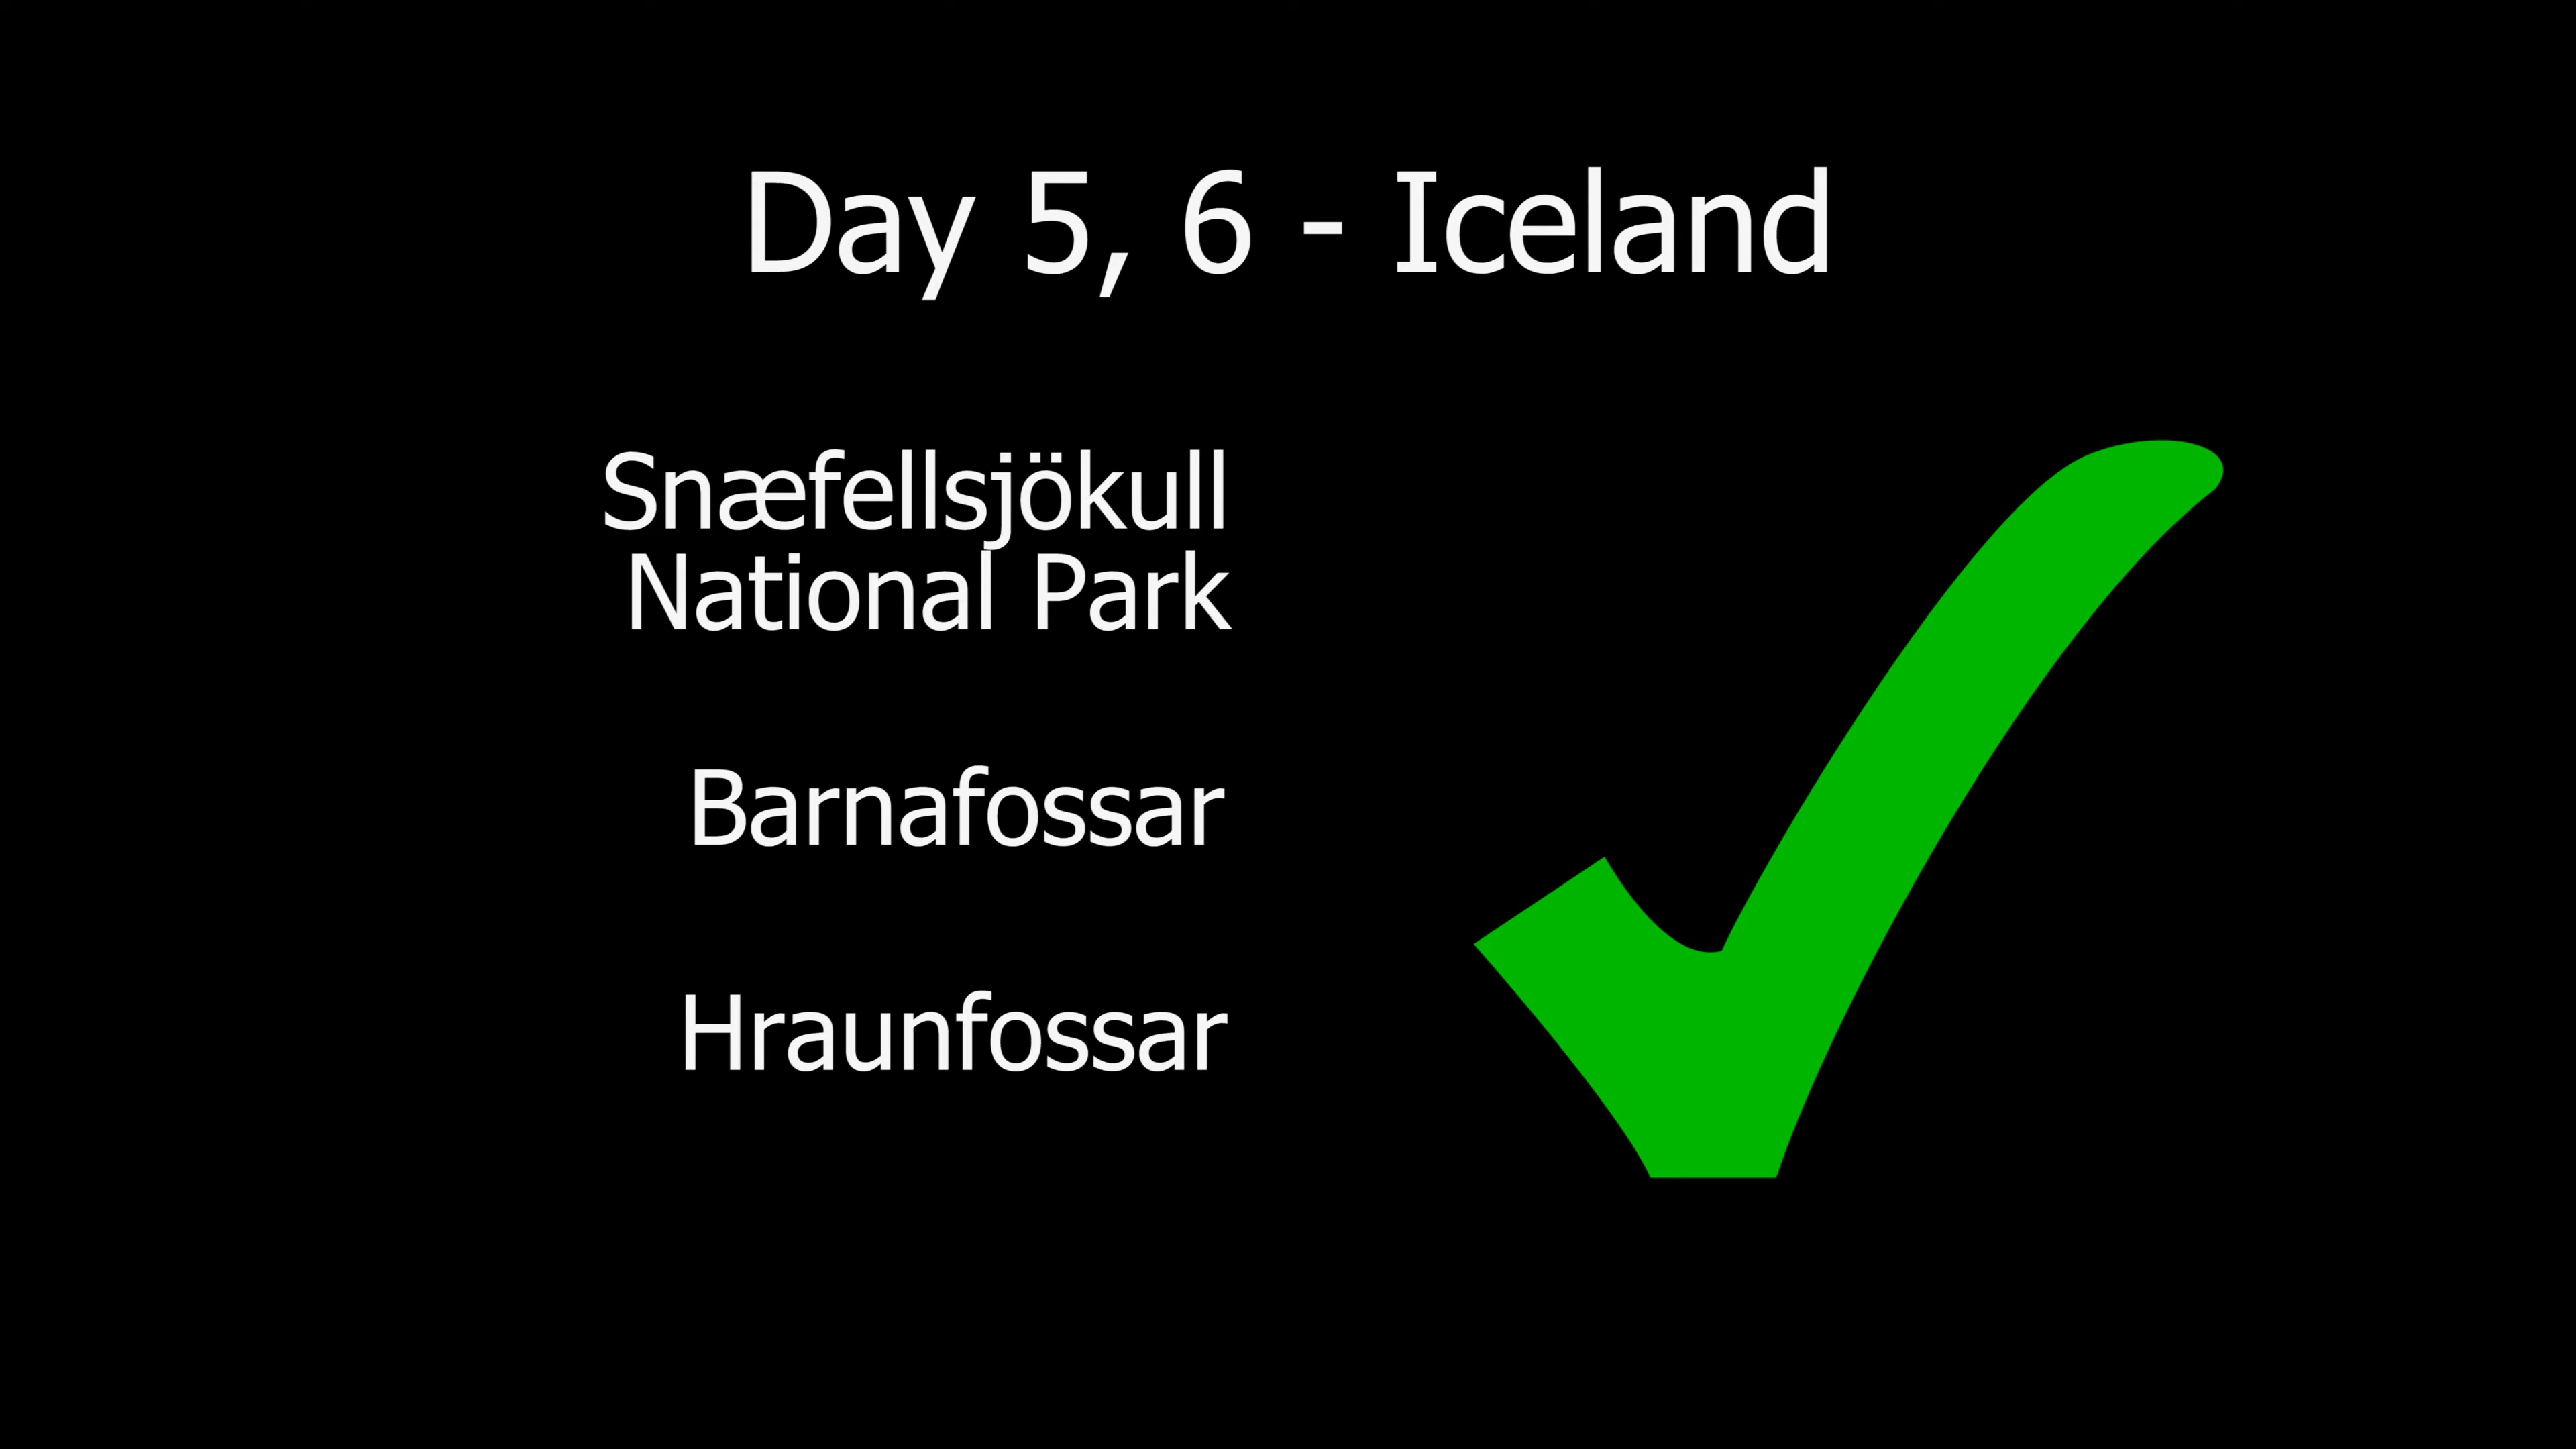 Day 5, 6 - Iceland
Snæfellsjökull
National Park
Barnafossar
Hraunfossar